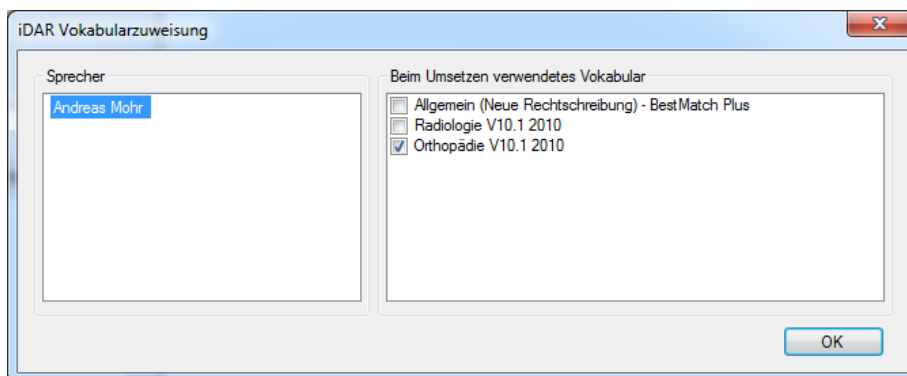 iDAR Vokabularzuweisung
Sprecher
Andreas Mohr
Beim Umsetzen verwendetes Vokabular
Allgemein (Neue Rechtschreibung) - BestMatch Plus
Radiologie V10.1 2010
Orthopädie V10.1 2010
OK